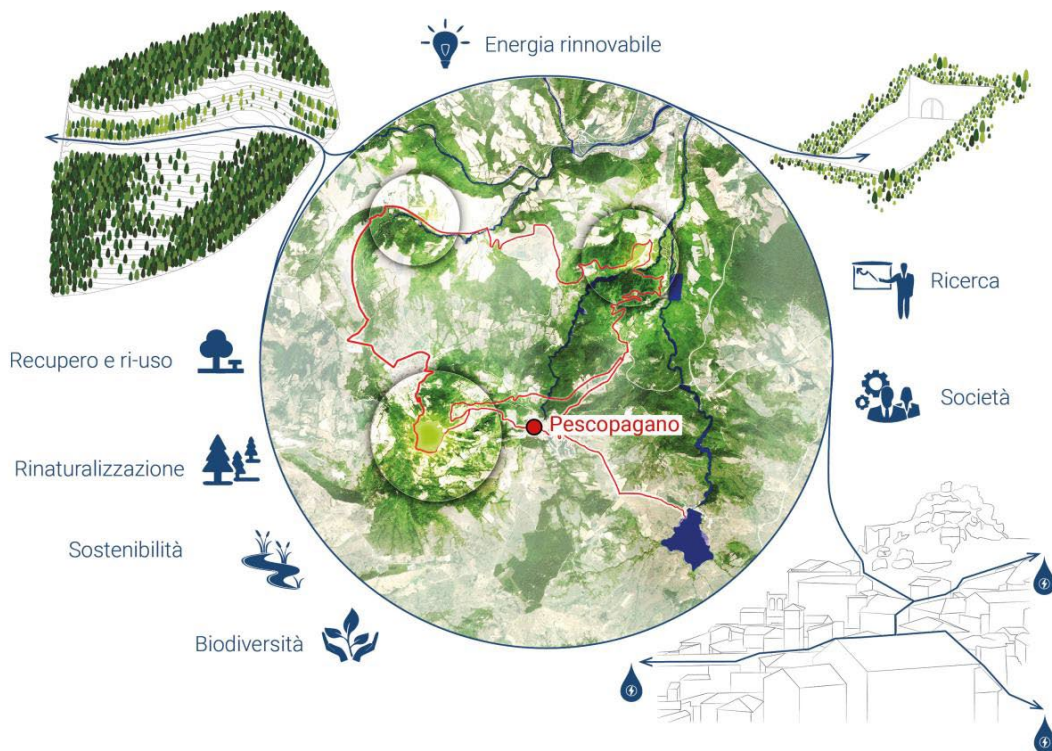 Energia rinnovabile
Ricerca
Recupero e ri-uso
Società
Pescopagano
Rinaturalizzazione
Sostenibilità
Biodiversità